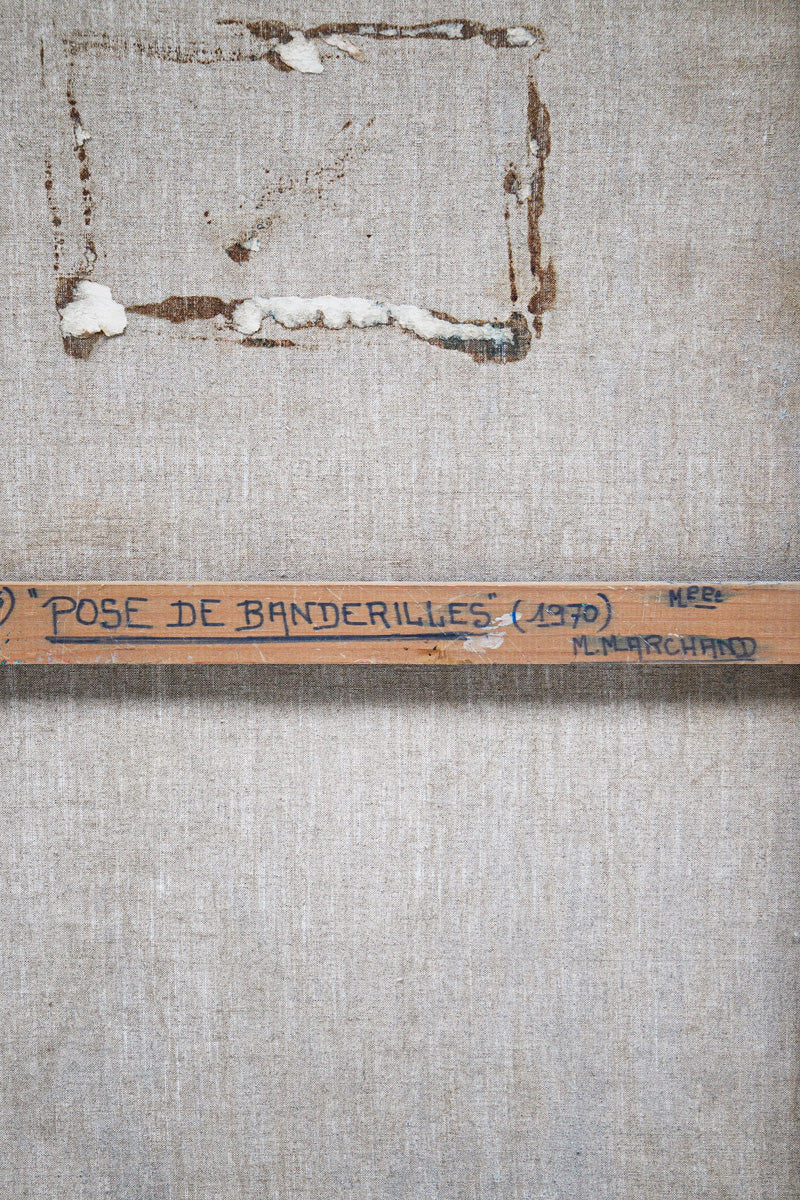 ) "POSE DE BANDERILLES" (1970)
M. MARCHAND